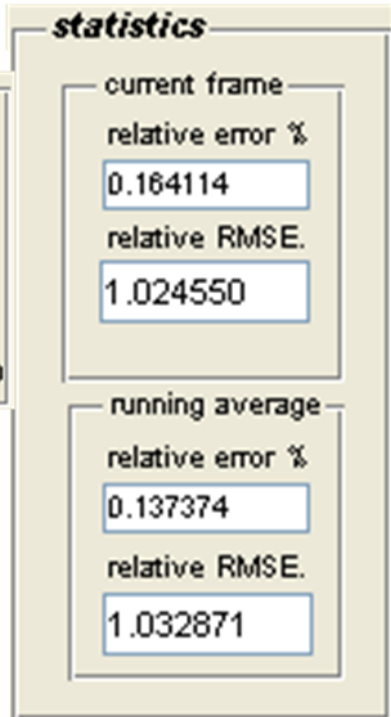 statistics
current frame
relative error %
0.164114
relative RMSE.
1.024550
running average
relative error %
0.137374
relative RMSE.
1.032871